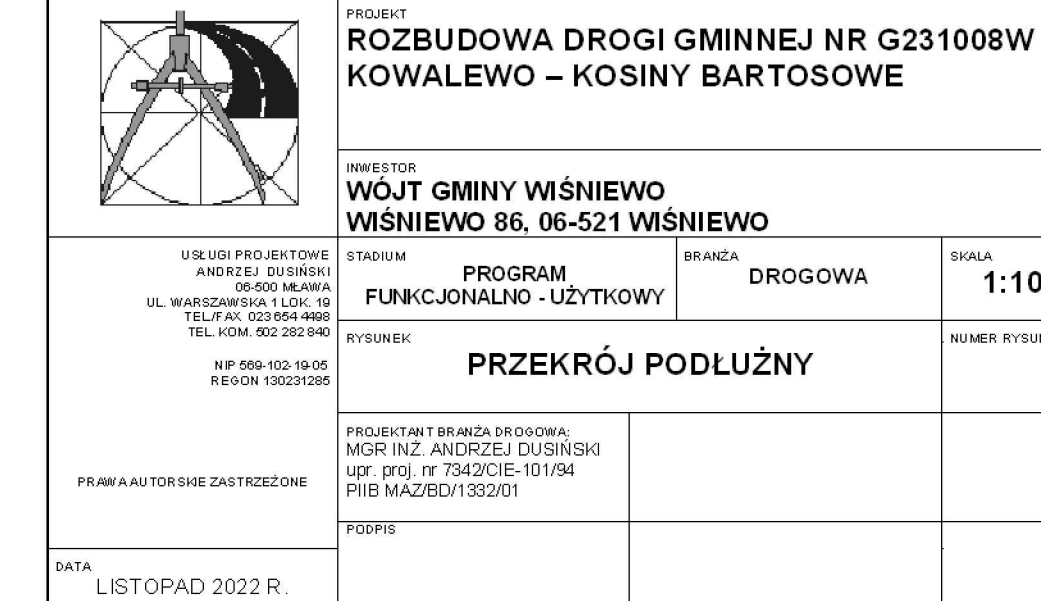 PROJEKT
ROZBUDOWA DROGI GMINNEJ NR G231008W
KOWALEWO – KOSINY BARTOSOWE
INWESTOR
WÓJT GMINY WIŚNIEWO
WIŚNIEWO 86, 06-521 WIŚNIEWO
USŁUGI PROJEKTOWE
ANDRZEJ DUSIŃSKI
06-500 MŁAWA
UL. WARSZAWSKA 1 LOK. 19
TEL/FAX 023 654 4498
TEL. KOM. 502 282 840
NIP 569-102-19-05
REGON 130231285
PRAWA AUTORSKIE ZASTRZEŻONE
DATA
LISTOPAD 2022 R.
STADIUM
PROGRAM
FUNKCJONALNO - UŻYTKOWY
BRANŻA
DROGOWA
SKALA
1:10
RYSUNEK
PRZEKRÓJ PODŁUŻNY
NUMER RYSU
PROJEKTANT BRANŻA DROGOWA:
MGR INŻ. ANDRZEJ DUSIŃSKI
upr. proj. nr 7342/CIE-101/94
PIIB MAZ/BD/1332/01
PODPIS